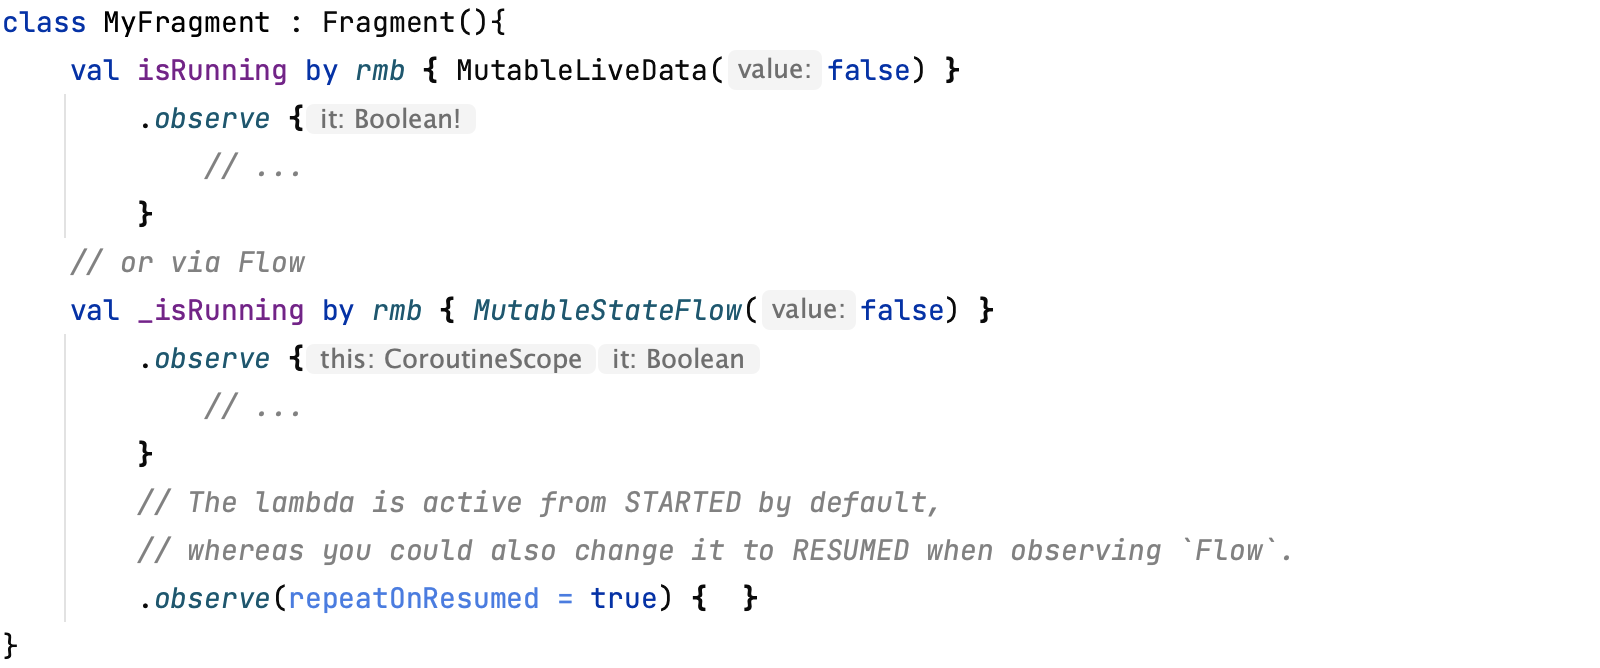 class MyFragment : Fragment(){
    val isRunning by rmb { MutableLiveData( value: false) }
        .observe { it: Boolean!
            // ...
        }
    // or via Flow
    val _isRunning by rmb { MutableStateFlow( value: false) }
        .observe { this: CoroutineScope it: Boolean
            // ...
        }
        // The lambda is active from STARTED by default,
        // whereas you could also change it to RESUMED when observing `Flow`.
        .observe(repeatOnResumed = true) {  }
}